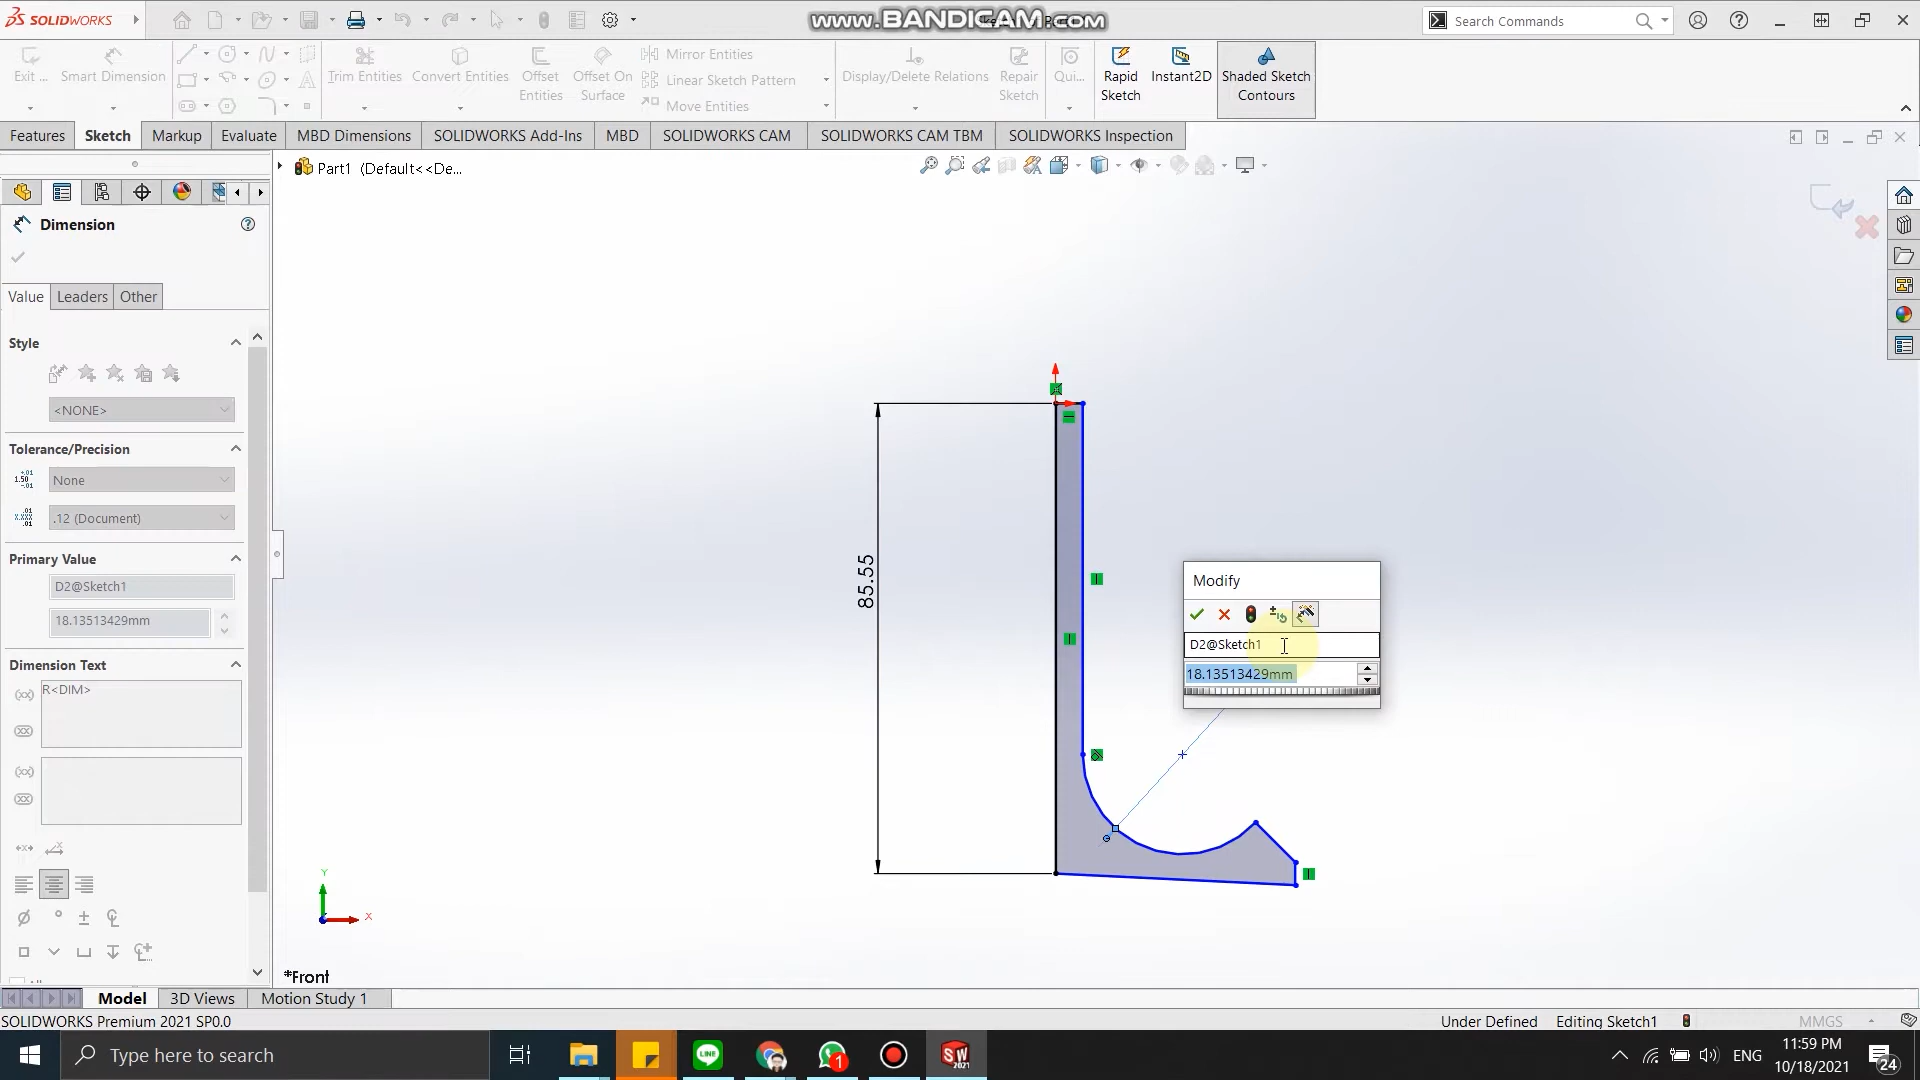 SOLIDWORKS
www.BANDICAM.com
Search Commands
Exit ...
Smart Dimension
Trim Entities
Convert Entities
Offset Entities
Offset On Surface
Mirror Entities
Linear Sketch Pattern
Move Entities
Display/Delete Relations
Repair Sketch
Qui...
Rapid Sketch
Instant2D
Shaded Sketch Contours
Features
Sketch
Markup
Evaluate
MBD Dimensions
SOLIDWORKS Add-Ins
MBD
SOLIDWORKS CAM
SOLIDWORKS CAM TBM
SOLIDWORKS Inspection
Part1 (Default<<De...
Dimension
Value
Leaders
Other
Style
<NONE>
Tolerance/Precision
None
.12 (Document)
Primary Value
D2@Sketch1
18.13513429mm
Dimension Text
R<DIM>
85.55
Modify
D2@Sketch1
18.13513429mm
Y
X
*Front
Model
3D Views
Motion Study 1
SOLIDWORKS Premium 2021 SP0.0
Under Defined
Editing Sketch1
MMGS
Type here to search
1
SW
2021
ENG
11:59 PM
10/18/2021
24